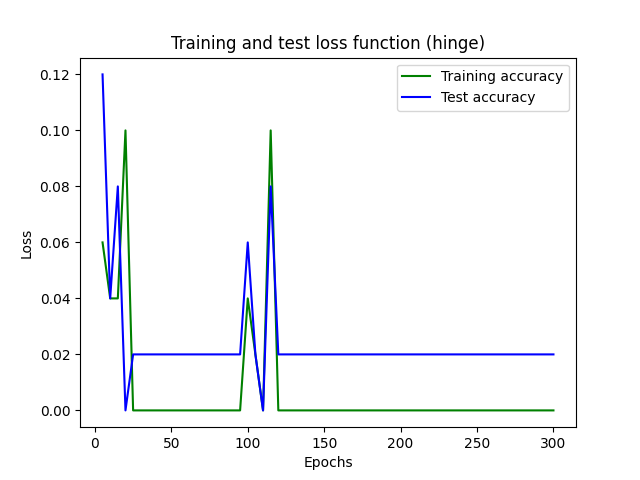 Training and test loss function (hinge)
Training accuracy
Test accuracy
0.12
0.10
0.08
0.06
0.04
0.02
0.00
Loss
0 50 100 150 200 250 300
Epochs